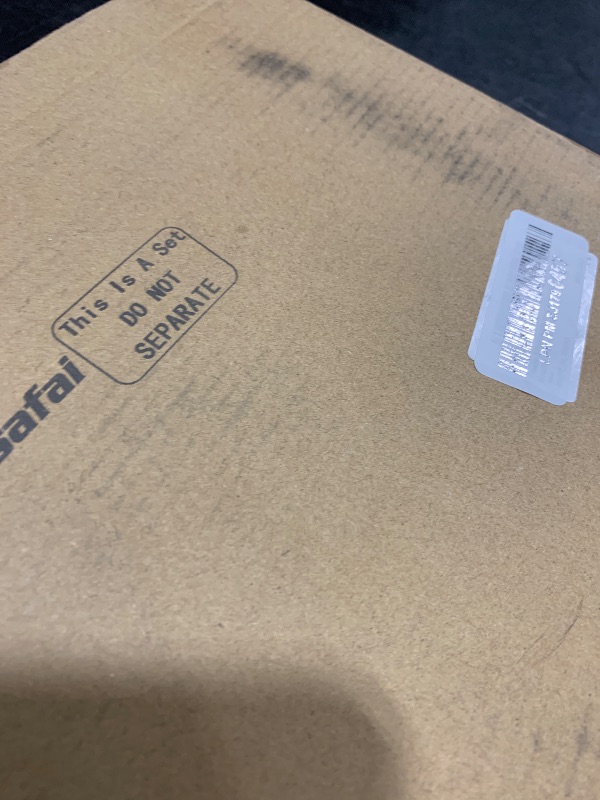 This Is A Set
DO NOT
SEPARATE
safai